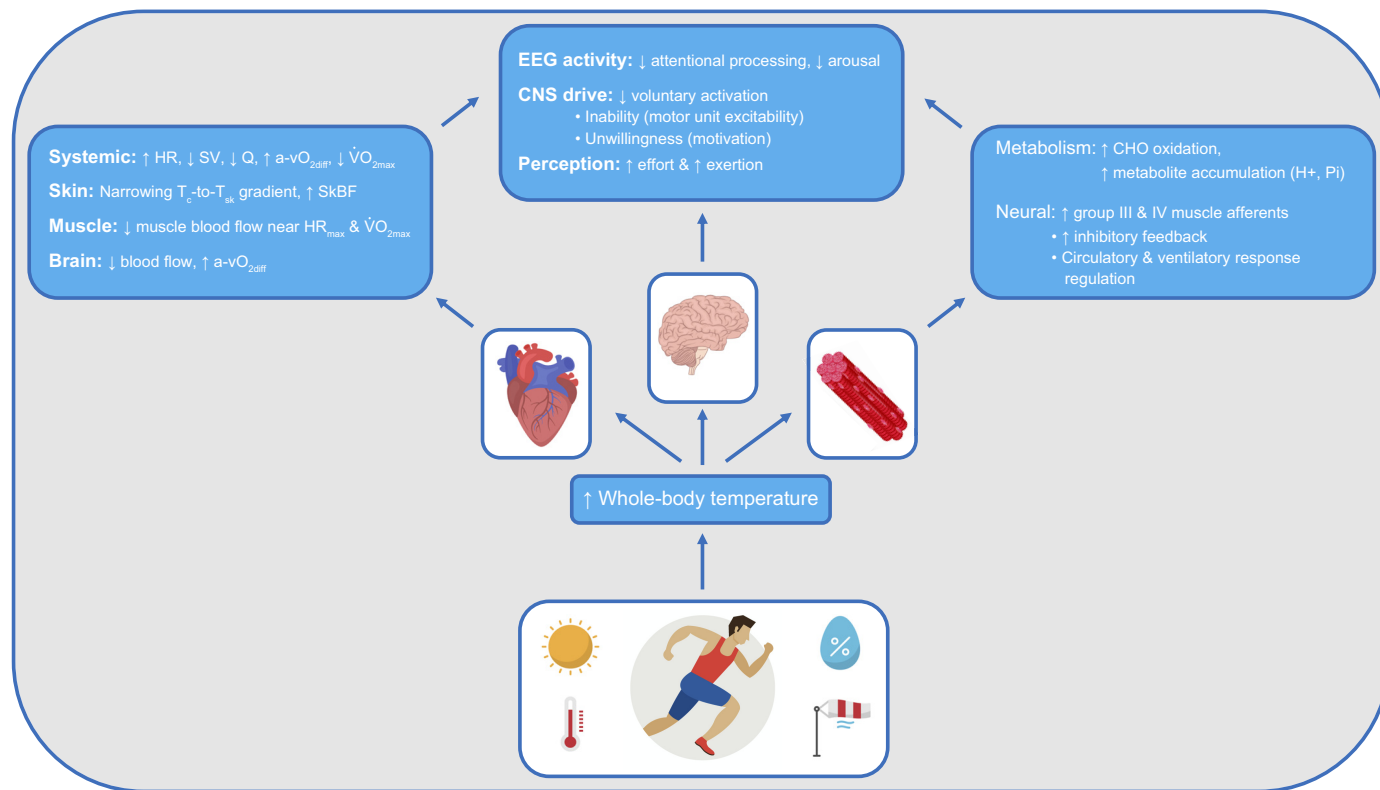 EEG activity: ↓ attentional processing, ↓ arousal
CNS drive: ↓ voluntary activation
• Inability (motor unit excitability)
• Unwillingness (motivation)
Perception: ↑ effort & ↑ exertion
Systemic: ↑ HR, ↓ SV, ↓ Q, ↑ a-vO2diff, ↓ V̇O2max
Skin: Narrowing Tc-to-Tsk gradient, ↑ SkBF
Muscle: ↓ muscle blood flow near HRmax & V̇O2max
Brain: ↓ blood flow, ↑ a-vO2diff
Metabolism: ↑ CHO oxidation,
↑ metabolite accumulation (H+, Pi)
Neural: ↑ group III & IV muscle afferents
• ↑ inhibitory feedback
• Circulatory & ventilatory response
regulation
↑ Whole-body temperature
%